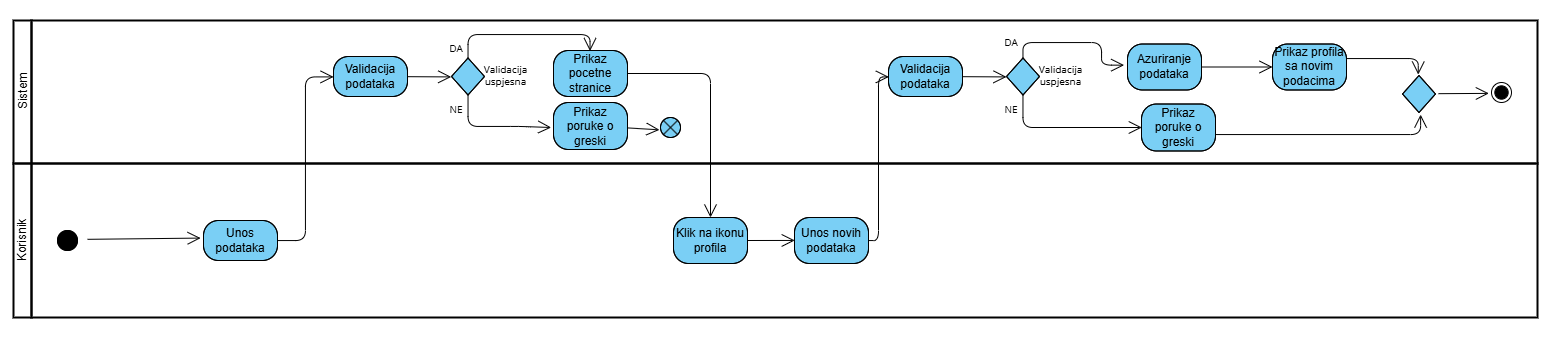 Sistem
Validacija
podataka
DA
Validacija
uspjesna
NE
Prikaz
pocetne
stranice
Prikaz
poruke o
greski
Validacija
podataka
DA
Validacija
uspjesna
NE
Azuriranje
podataka
Prikaz profila
sa novim
podacima
Prikaz
poruke o
greski
Korisnik
Unos
podataka
Klik na ikonu
profila
Unos novih
podataka